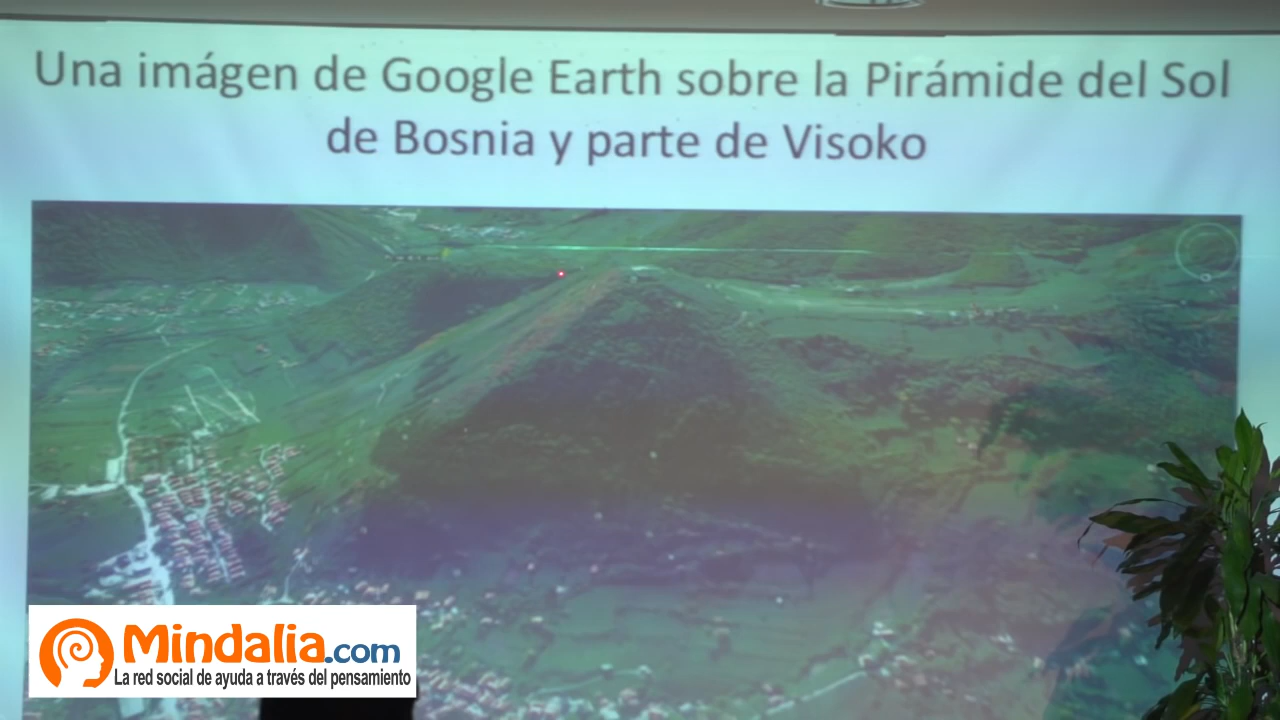 Una imágen de Google Earth sobre la Pirámide del Sol
de Bosnia y parte de Visoko
Mindalia.com
La red social de ayuda a través del pensamiento